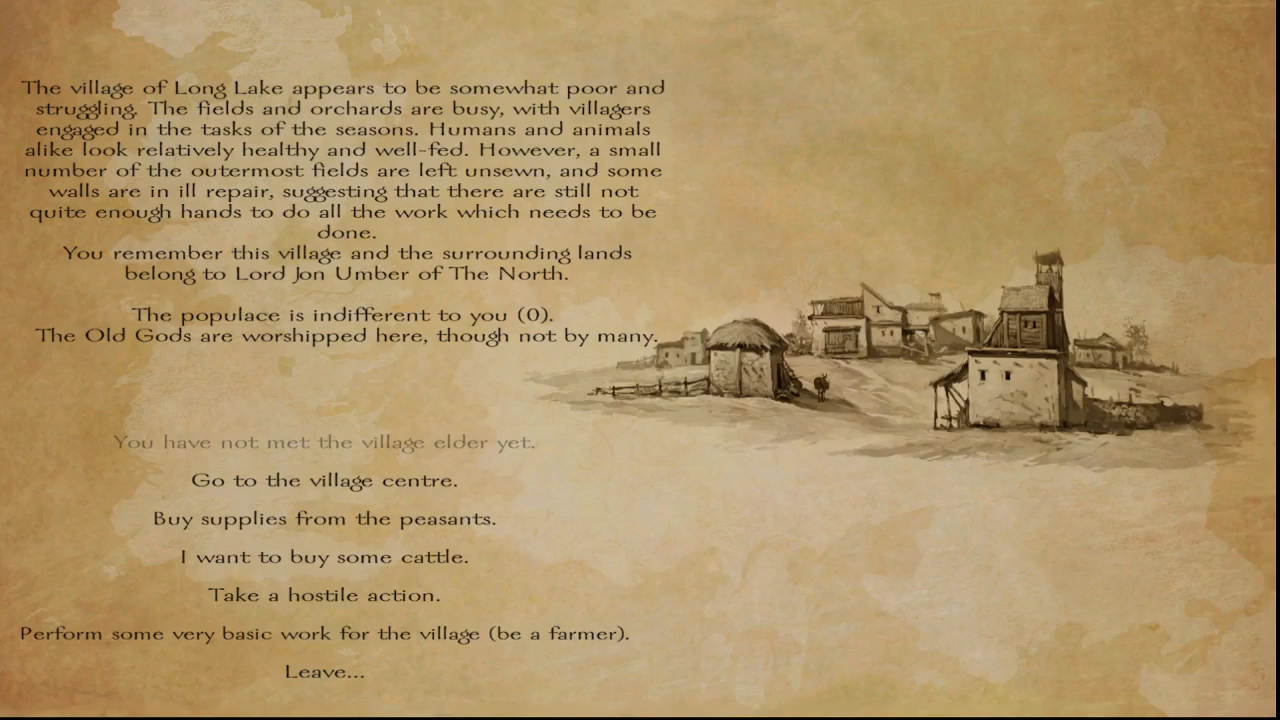 The village of Long Lake appears to be somewhat poor and
struggling. The fields and orchards are busy, with villagers
engaged in the tasks of the seasons. Humans and animals
alike look relatively healthy and well-fed. However, a small
number of the outermost fields are left unsewn, and some
walls are in ill repair, suggesting that there are still not
quite enough hands to do all the work which needs to be
done.
You remember this village and the surrounding lands
belong to Lord Jon Umber of The North.
The populace is indifferent to you (0).
The Old Gods are worshipped here, though not by many.
You have not met the village elder yet.
Go to the village centre.
Buy supplies from the peasants.
I want to buy some cattle.
Take a hostile action.
Perform some very basic work for the village (be a farmer).
Leave...